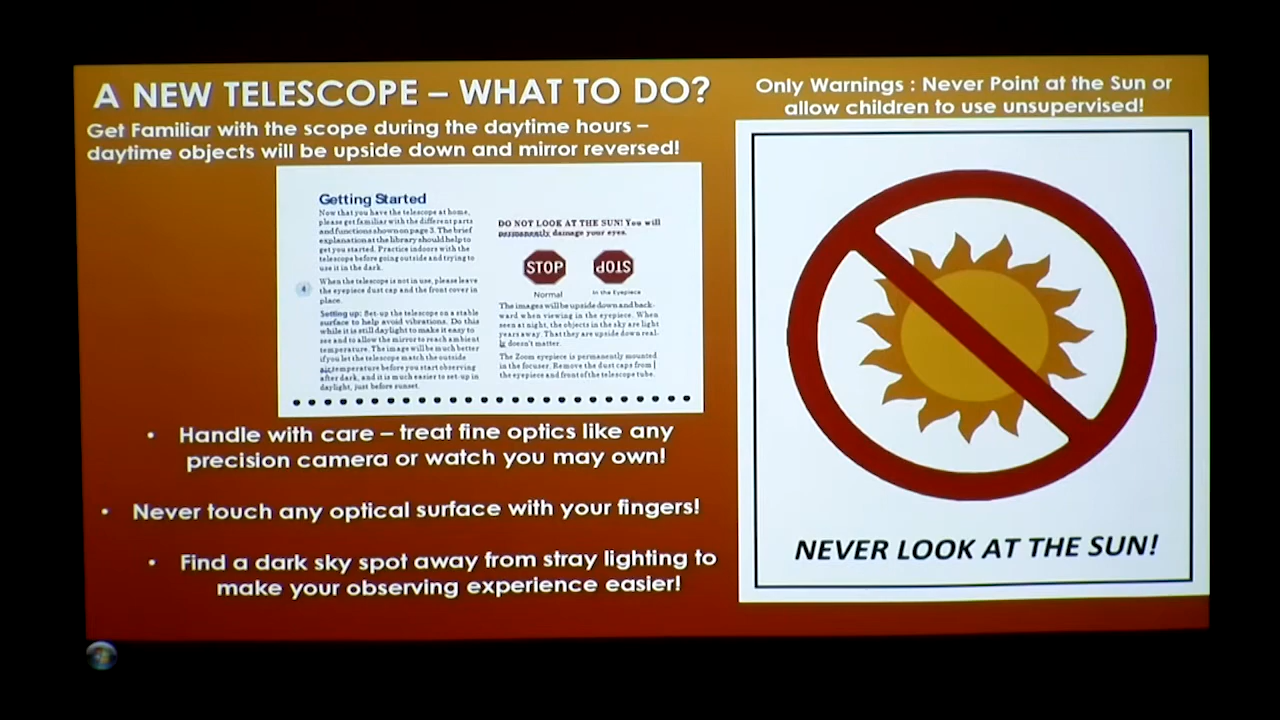 A NEW TELESCOPE – WHAT TO DO?
Get Familiar with the scope during the daytime hours –
daytime objects will be upside down and mirror reversed!
Getting Started
Now that you have the telescope at home,
please get familiar with the different parts
and functions shown on page 3. The brief
explanation at the library should help to
get you started. Practice indoors with the
telescope before going outside and trying to
use it in the dark.
When the telescope is not in use, please leave
the eyepiece dust cap and the front cover in
place.
Setting up: Set-up the telescope on a stable
surface to help avoid vibrations. Do this
while it is still daylight to make it easy to
see and to allow the mirror to reach ambient
temperature. The image will be much better
if you let the telescope match the outside
air temperature before you start observing
after dark, and it is much easier to set-up in
daylight, just before sunset.
4
DO NOT LOOK AT THE SUN! You will
permanently damage your eyes.
STOP
STOP
Normal
In the Eyepiece
The images will be upside down and back-
ward when viewing in the eyepiece. When
seen at night, the objects in the sky are light
years away. That they are upside down real-
ly doesn't matter.
The Zoom eyepiece is permanently mounted
in the focuser. Remove the dust caps from
the eyepiece and front of the telescope tube.
• Handle with care – treat fine optics like any
precision camera or watch you may own!
• Never touch any optical surface with your fingers!
• Find a dark sky spot away from stray lighting to
make your observing experience easier!
Only Warnings : Never Point at the Sun or
allow children to use unsupervised!
NEVER LOOK AT THE SUN!